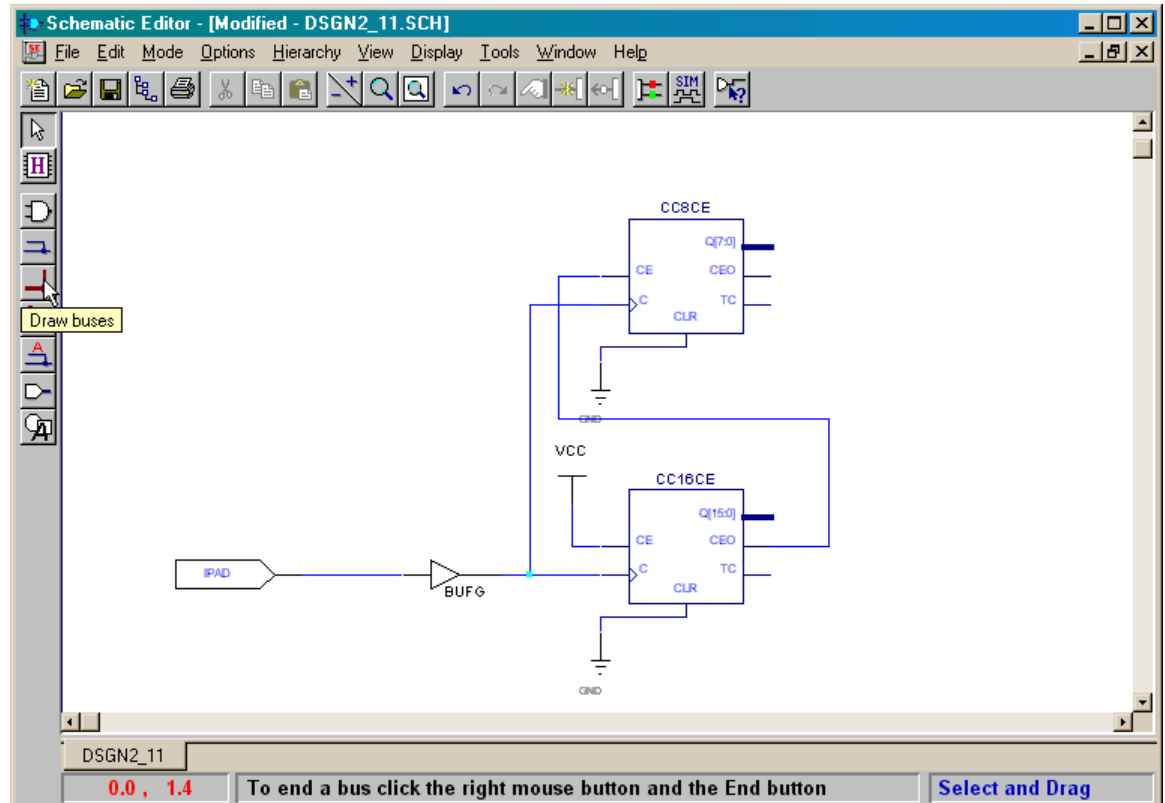 Schematic Editor - [Modified - DSGN2_11.SCH]
File Edit Mode Options Hierarchy View Display Tools Window Help
SIM
H
Draw buses
A
A
CC8CE
Q[7:0]
CE CEO
C TC
CLR
GND
VCC
CC16CE
Q[15:0]
CE CEO
C TC
CLR
IPAD
BUFG
GND
DSGN2_11
0.0 , 1.4 To end a bus click the right mouse button and the End button Select and Drag